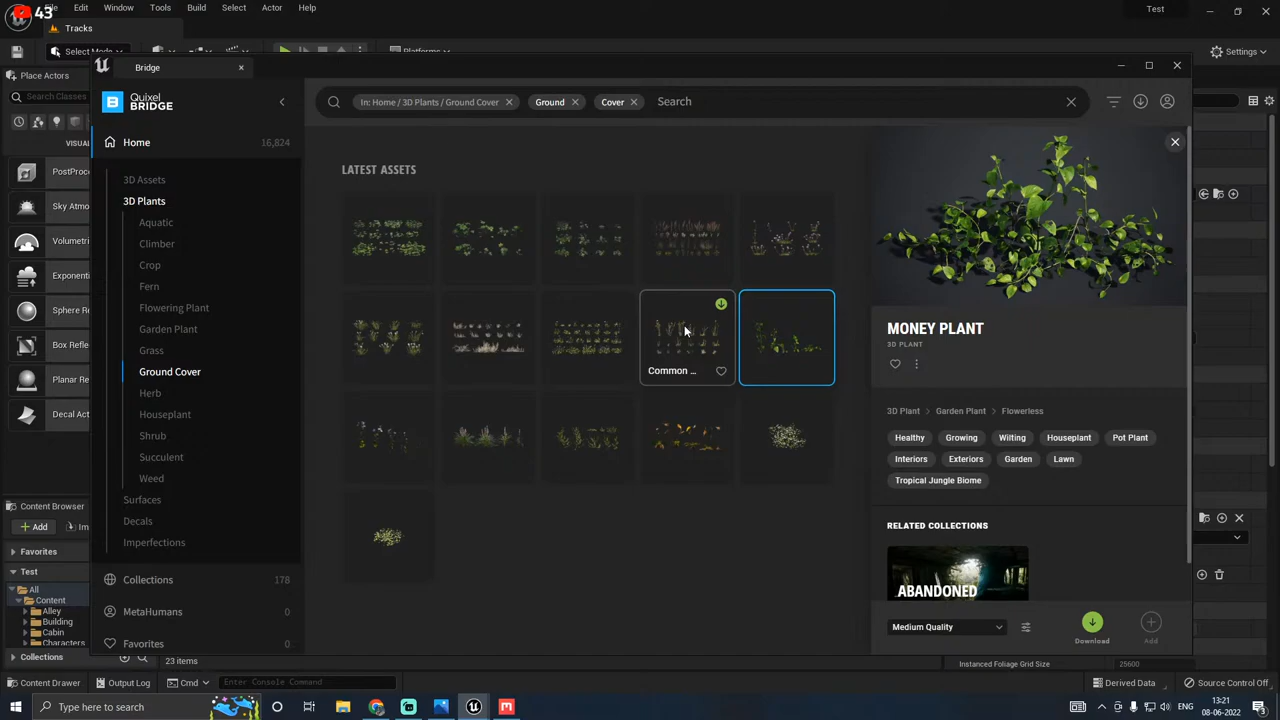 43
File Edit Window Tools Build Select Actor Help
Test
Tracks
Select Mode
Platforms
Settings
Bridge
Place Actors
Search Classes
Quixel
BRIDGE
In: Home / 3D Plants / Ground Cover
Ground
Cover
Search
Home 16,824
3D Assets
3D Plants
Aquatic
Climber
Crop
Fern
Flowering Plant
Garden Plant
Grass
Ground Cover
Herb
Houseplant
Shrub
Succulent
Weed
Surfaces
Decals
Imperfections
Collections 178
MetaHumans 0
Favorites 0
LATEST ASSETS
Common ...
23 items
MONEY PLANT
3D PLANT
3D Plant > Garden Plant > Flowerless
Healthy Growing Wilting Houseplant Pot Plant
Interiors Exteriors Garden Lawn
Tropical Jungle Biome
RELATED COLLECTIONS
ABANDONED
Medium Quality
Download
Add
VISUAL
PostProce
Sky Atmo
Volumetri
Exponenti
Sphere Re
Box Refle
Planar Re
Decal Act
Content Browser
Add
Favorites
Test
All
Content
Alley
Building
Cabin
Characters
Collections
Instanced Foliage Grid Size 25600
Content Drawer
Output Log
Cmd
Enter Console Command
Derived Data
Source Control Off
Type here to search
ENG
13:21
08-06-2022
3